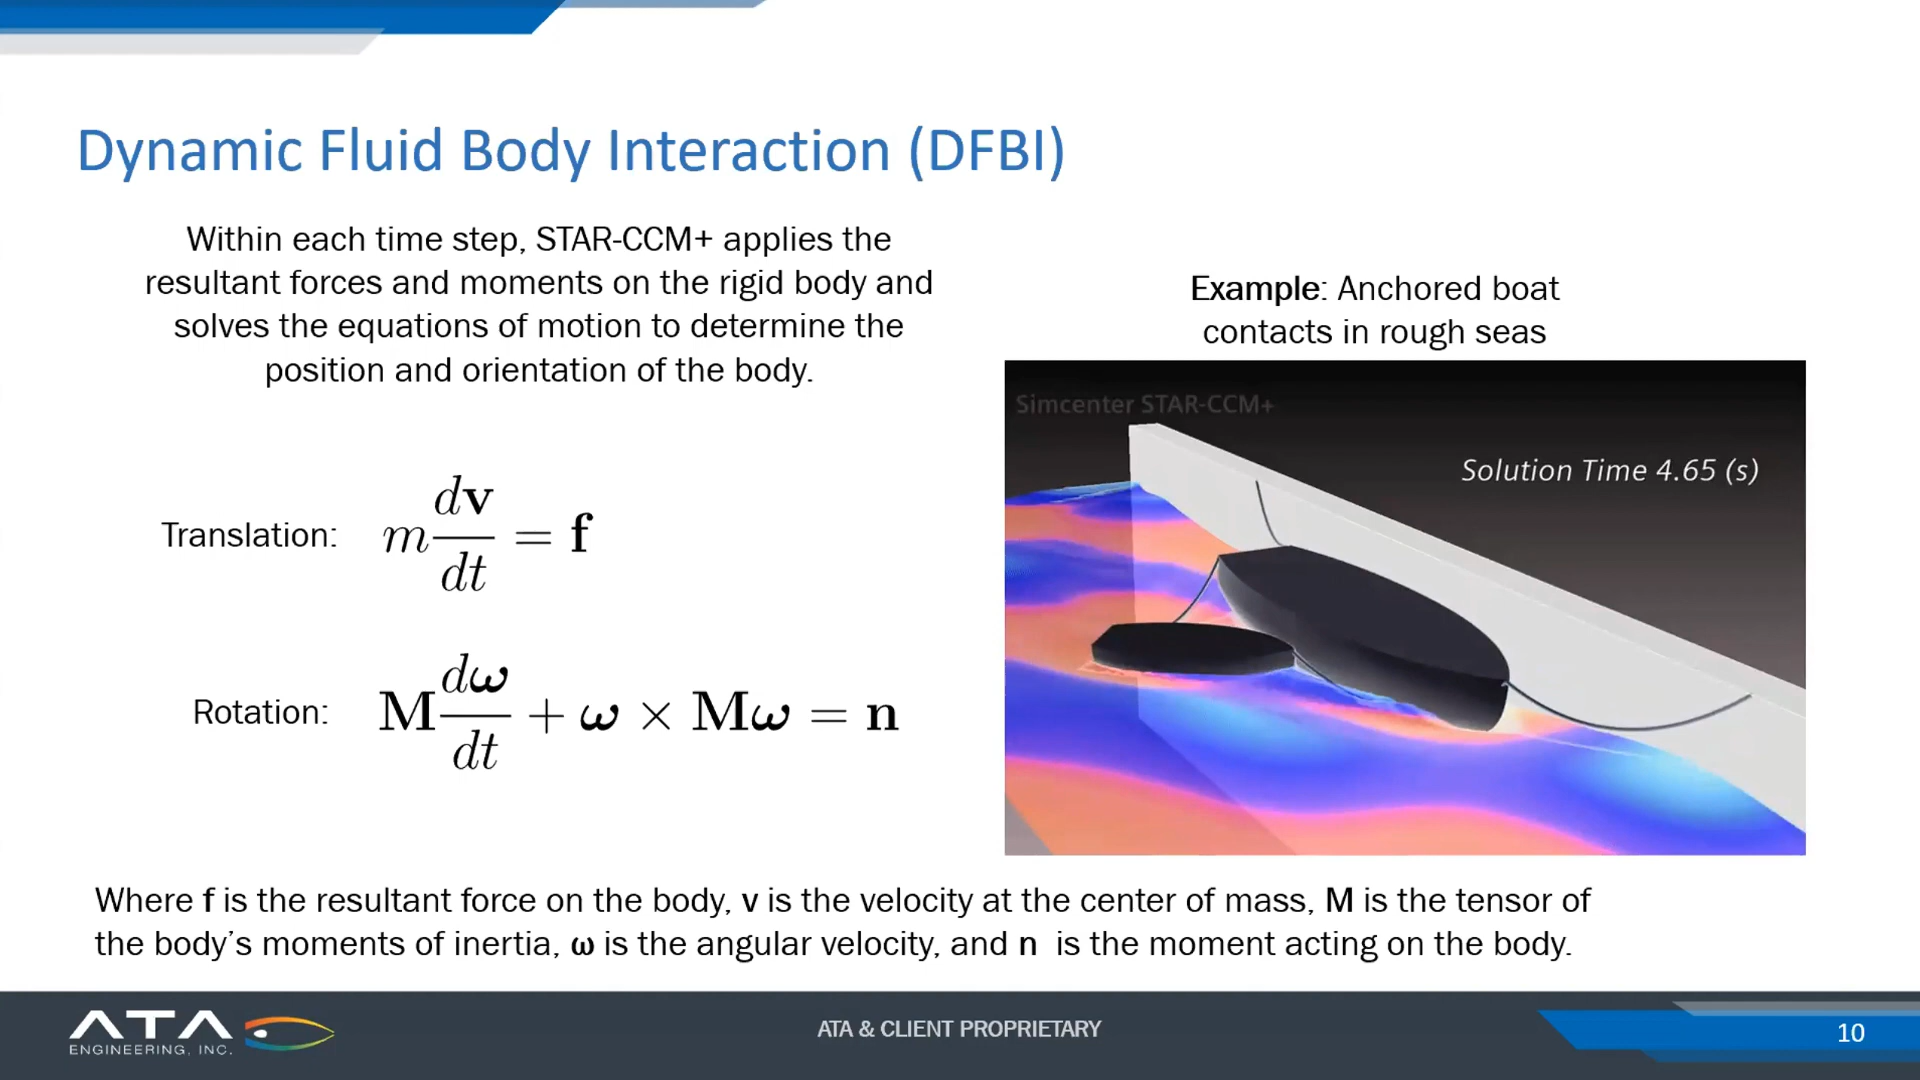 Dynamic Fluid Body Interaction (DFBI)
Within each time step, STAR-CCM+ applies the
resultant forces and moments on the rigid body and
solves the equations of motion to determine the
position and orientation of the body.
Translation: m d𝐯/dt = 𝐟
Rotation: 𝐌 d𝛚/dt + 𝛚 × 𝐌𝛚 = 𝐧
Example: Anchored boat
contacts in rough seas
Simcenter STAR-CCM+
Solution Time 4.65 (s)
Where f is the resultant force on the body, v is the velocity at the center of mass, M is the tensor of
the body’s moments of inertia, ω is the angular velocity, and n is the moment acting on the body.
ATA
ENGINEERING, INC.
ATA & CLIENT PROPRIETARY
10